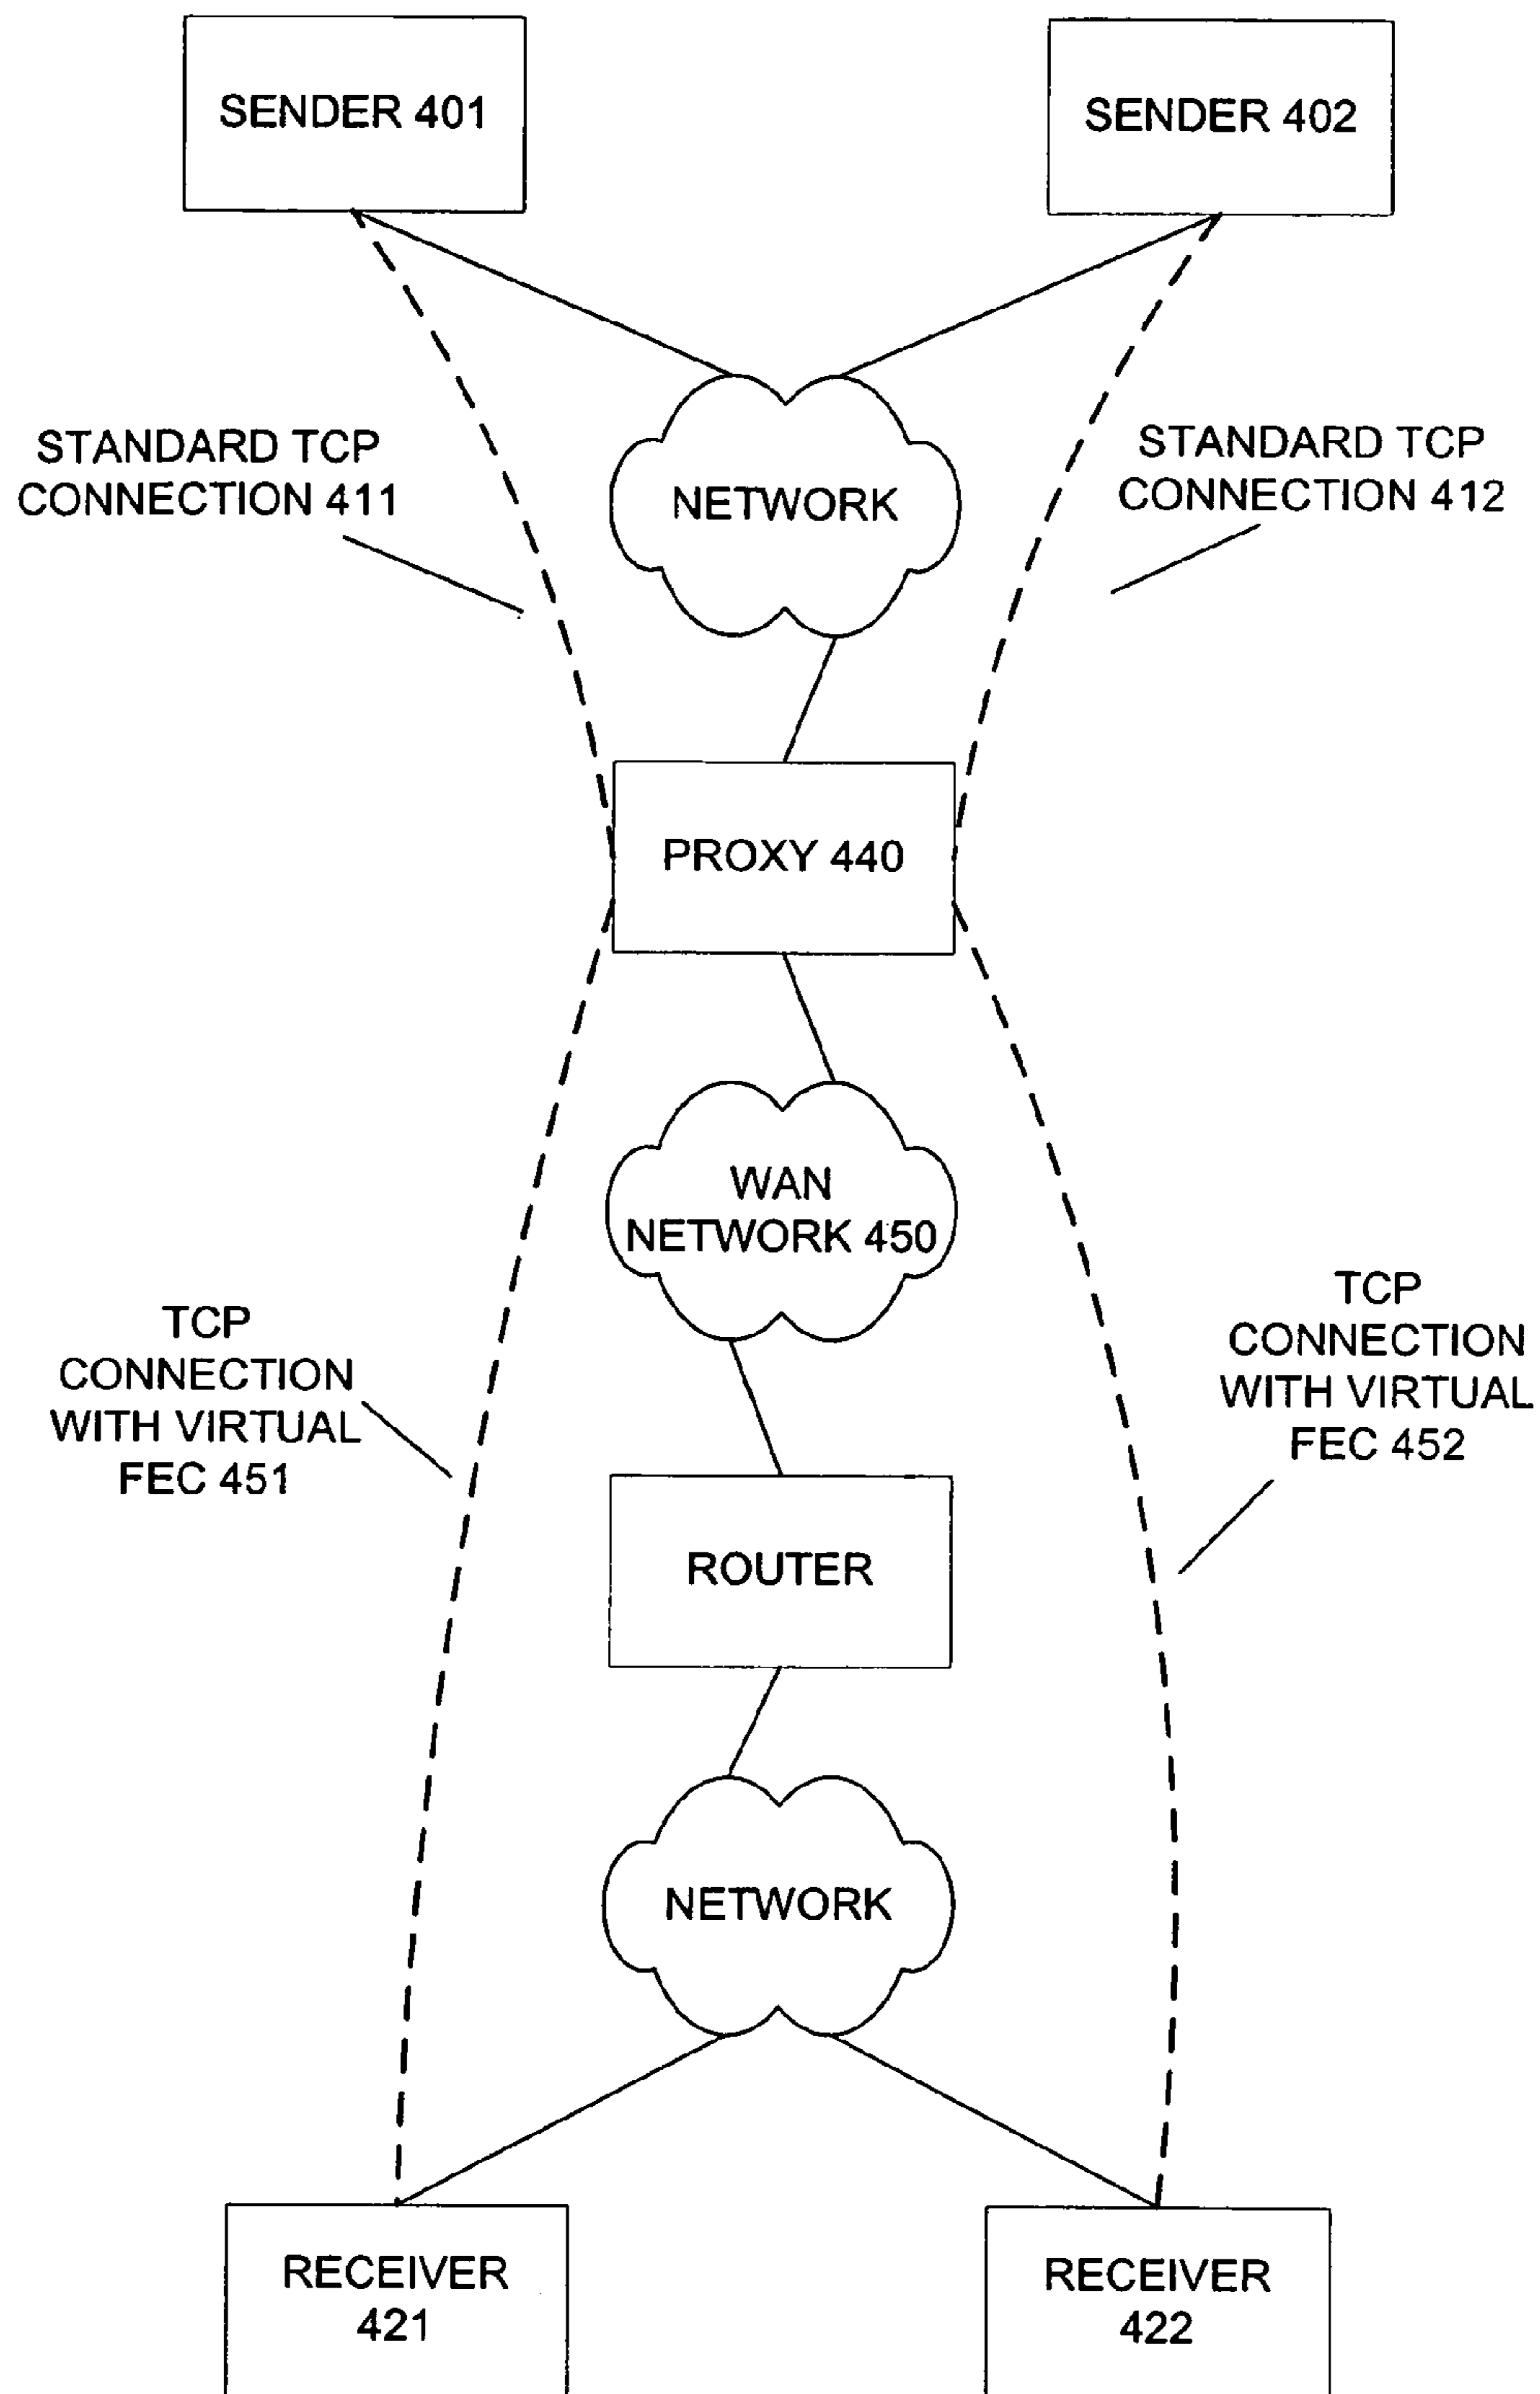 SENDER 401
SENDER 402
STANDARD TCP
CONNECTION 411
NETWORK
STANDARD TCP
CONNECTION 412
PROXY 440
WAN
NETWORK 450
TCP
CONNECTION
WITH VIRTUAL
FEC 451
TCP
CONNECTION
WITH VIRTUAL
FEC 452
ROUTER
NETWORK
RECEIVER
421
RECEIVER
422